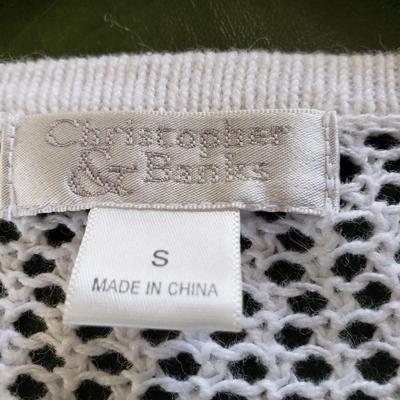 Christopher
& Banks
S
MADE IN CHINA